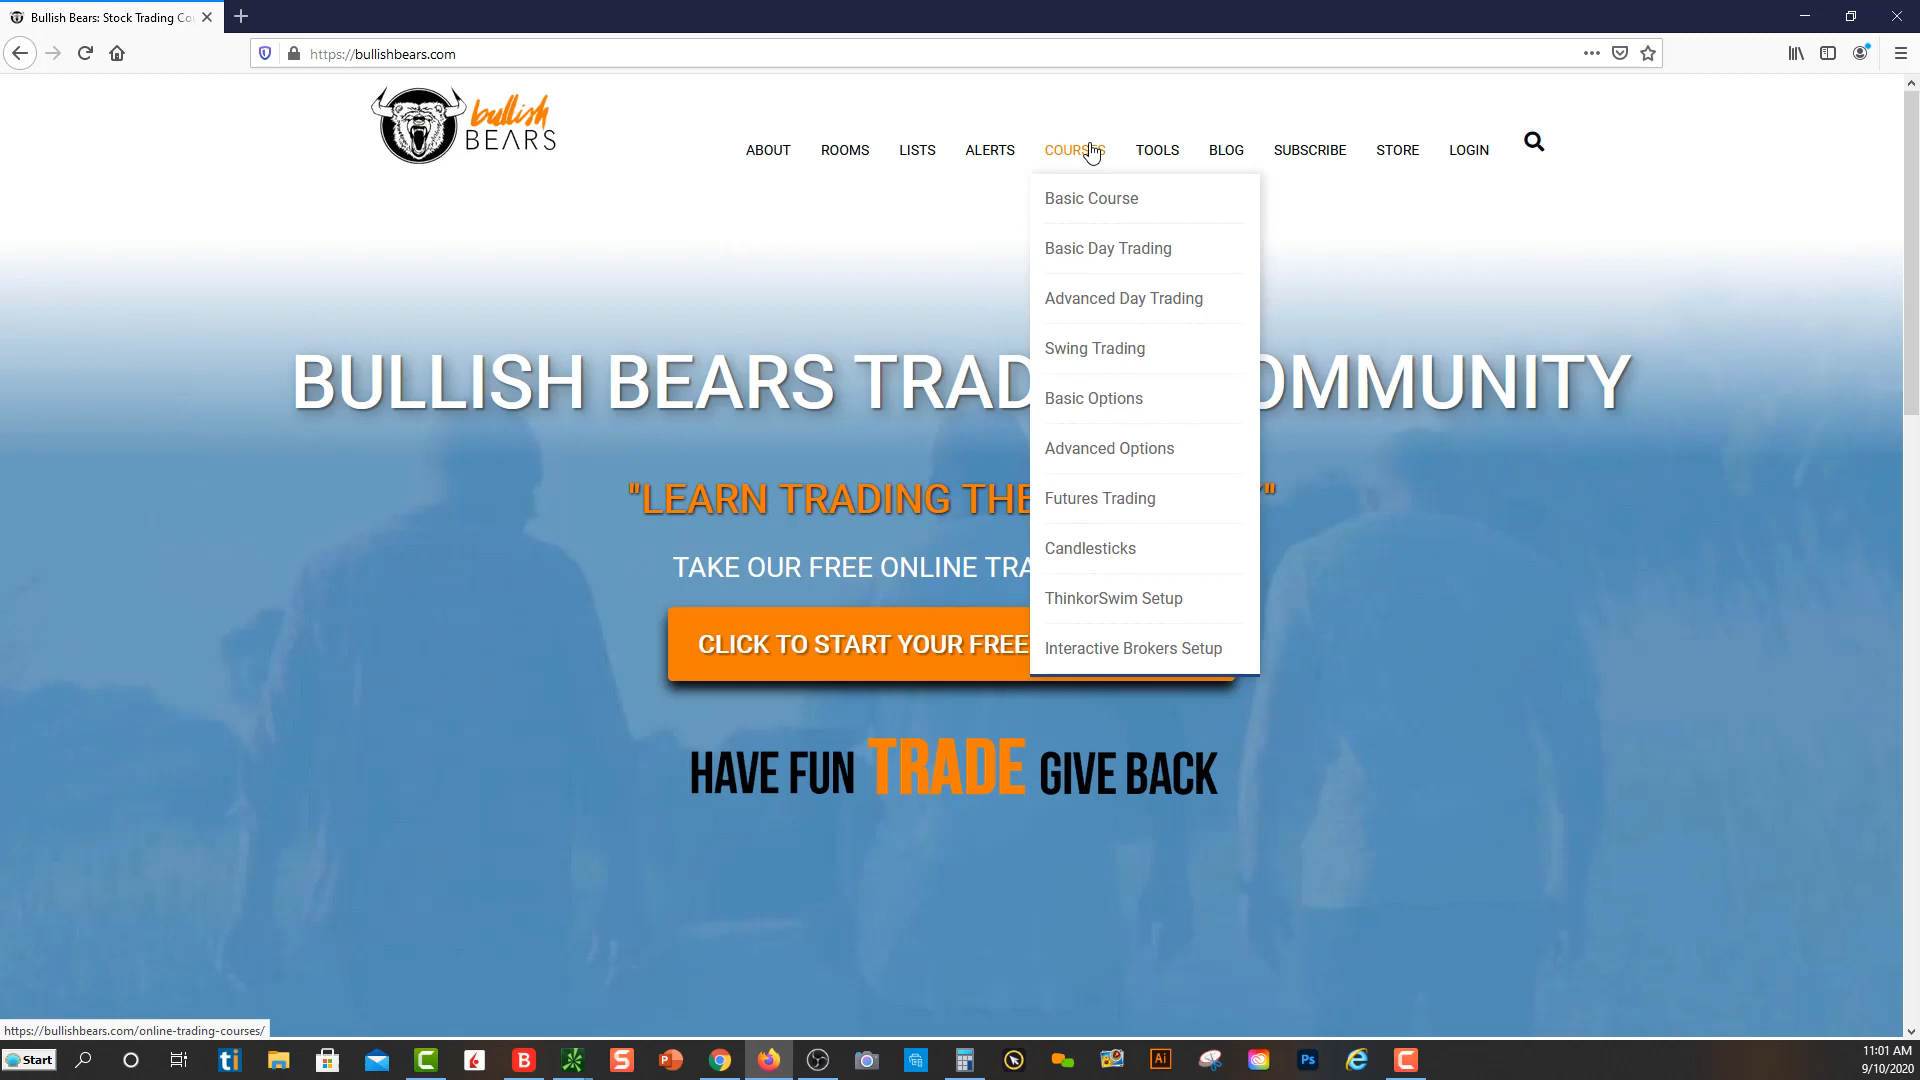 Bullish Bears: Stock Trading Co
https://bullishbears.com
bullish
BEARS
ABOUT ROOMS LISTS ALERTS COURSES TOOLS BLOG SUBSCRIBE STORE LOGIN
Basic Course
Basic Day Trading
Advanced Day Trading
Swing Trading
Basic Options
Advanced Options
Futures Trading
Candlesticks
ThinkorSwim Setup
Interactive Brokers Setup
BULLISH BEARS TRAD OMMUNITY
"LEARN TRADING THE Y"
TAKE OUR FREE ONLINE TRA
CLICK TO START YOUR FREE
HAVE FUN TRADE GIVE BACK
https://bullishbears.com/online-trading-courses/
Start
11:01 AM
9/10/2020